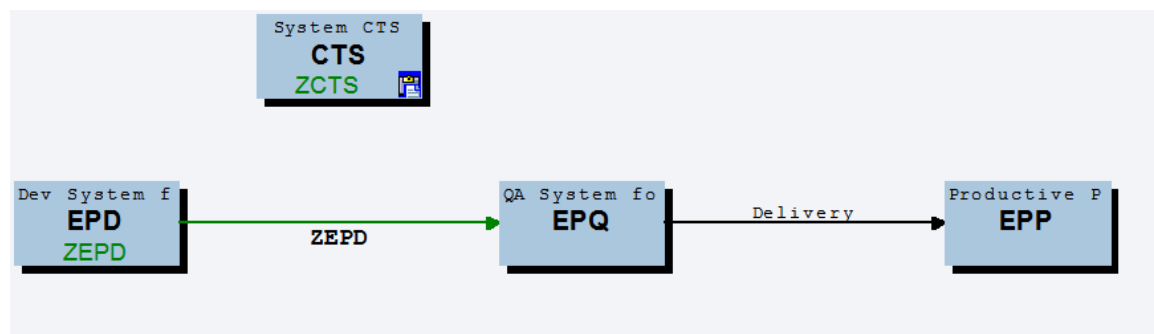 System CTS
CTS
ZCTS
Dev System f
EPD
ZEPD
ZEPD
QA System fo
EPQ
Delivery
Productive P
EPP